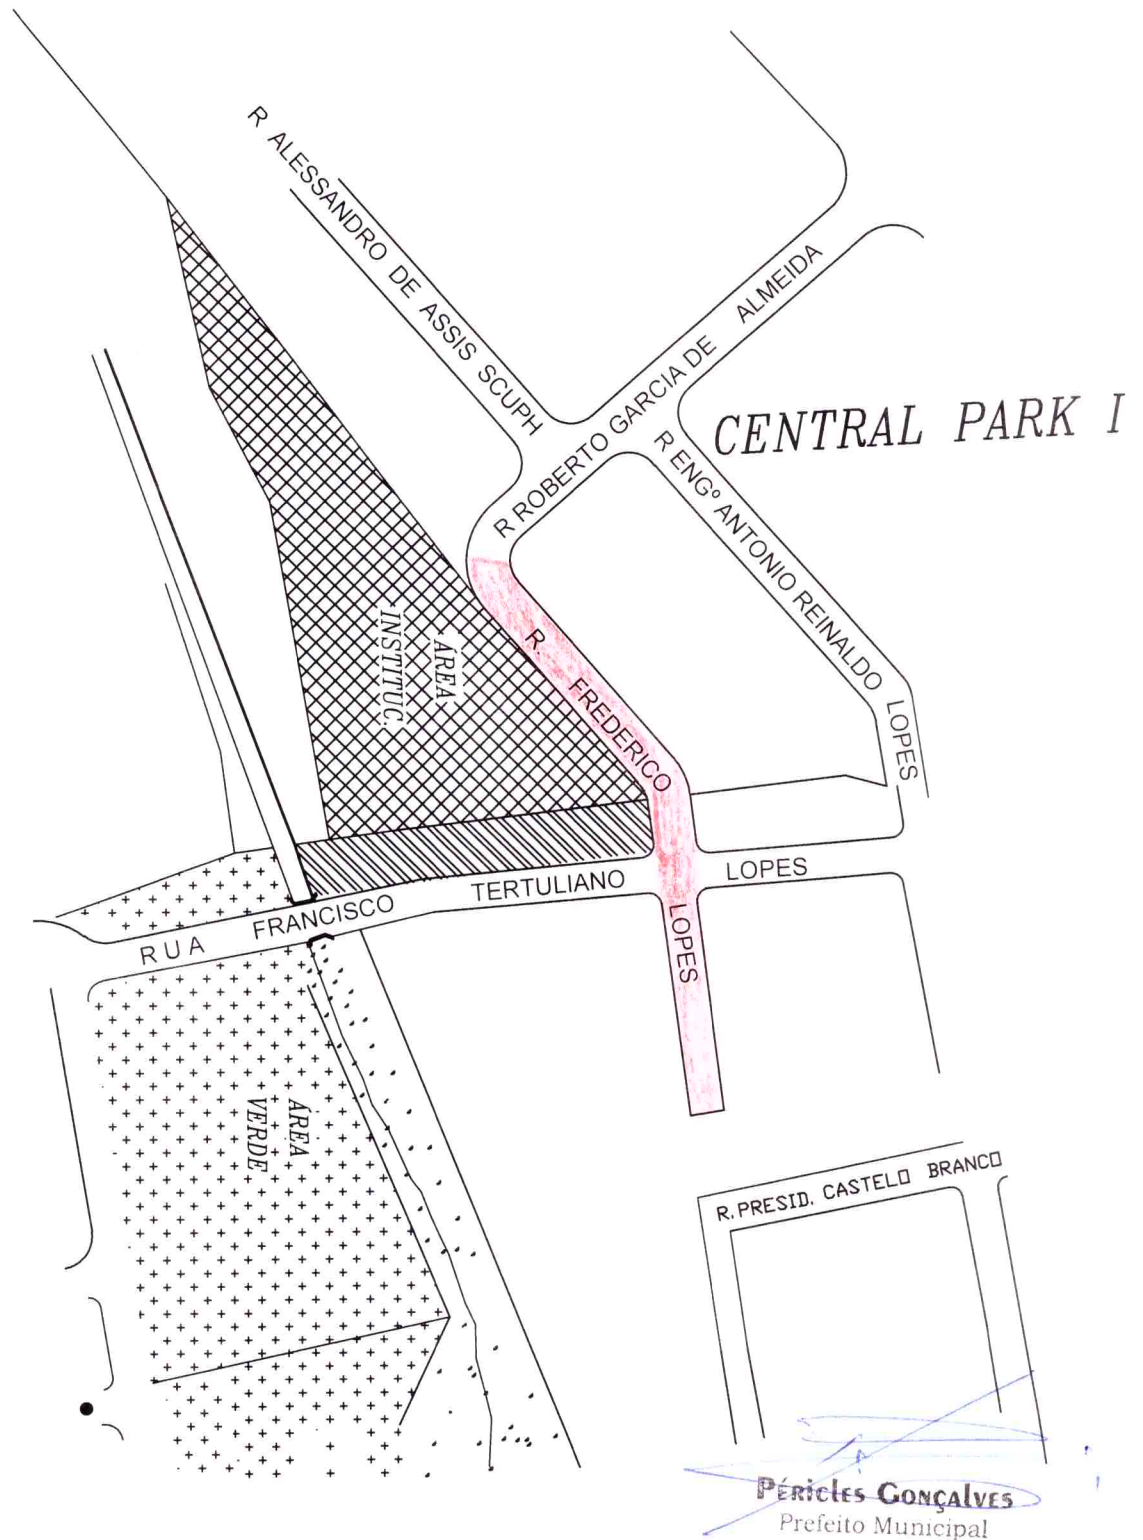 R ALESSANDRO DE ASSIS SCUPH
R ROBERTO GARCIA DE ALMEIDA
CENTRAL PARK I
R ENGº ANTONIO REINALDO LOPES
ÁREA
INSTITUC.
R. FREDERICO LOPES
RUA FRANCISCO TERTULIANO LOPES
ÁREA
VERDE
R. PRESID. CASTELO BRANCO
PÉRICLES GONÇALVES
Prefeito Municipal